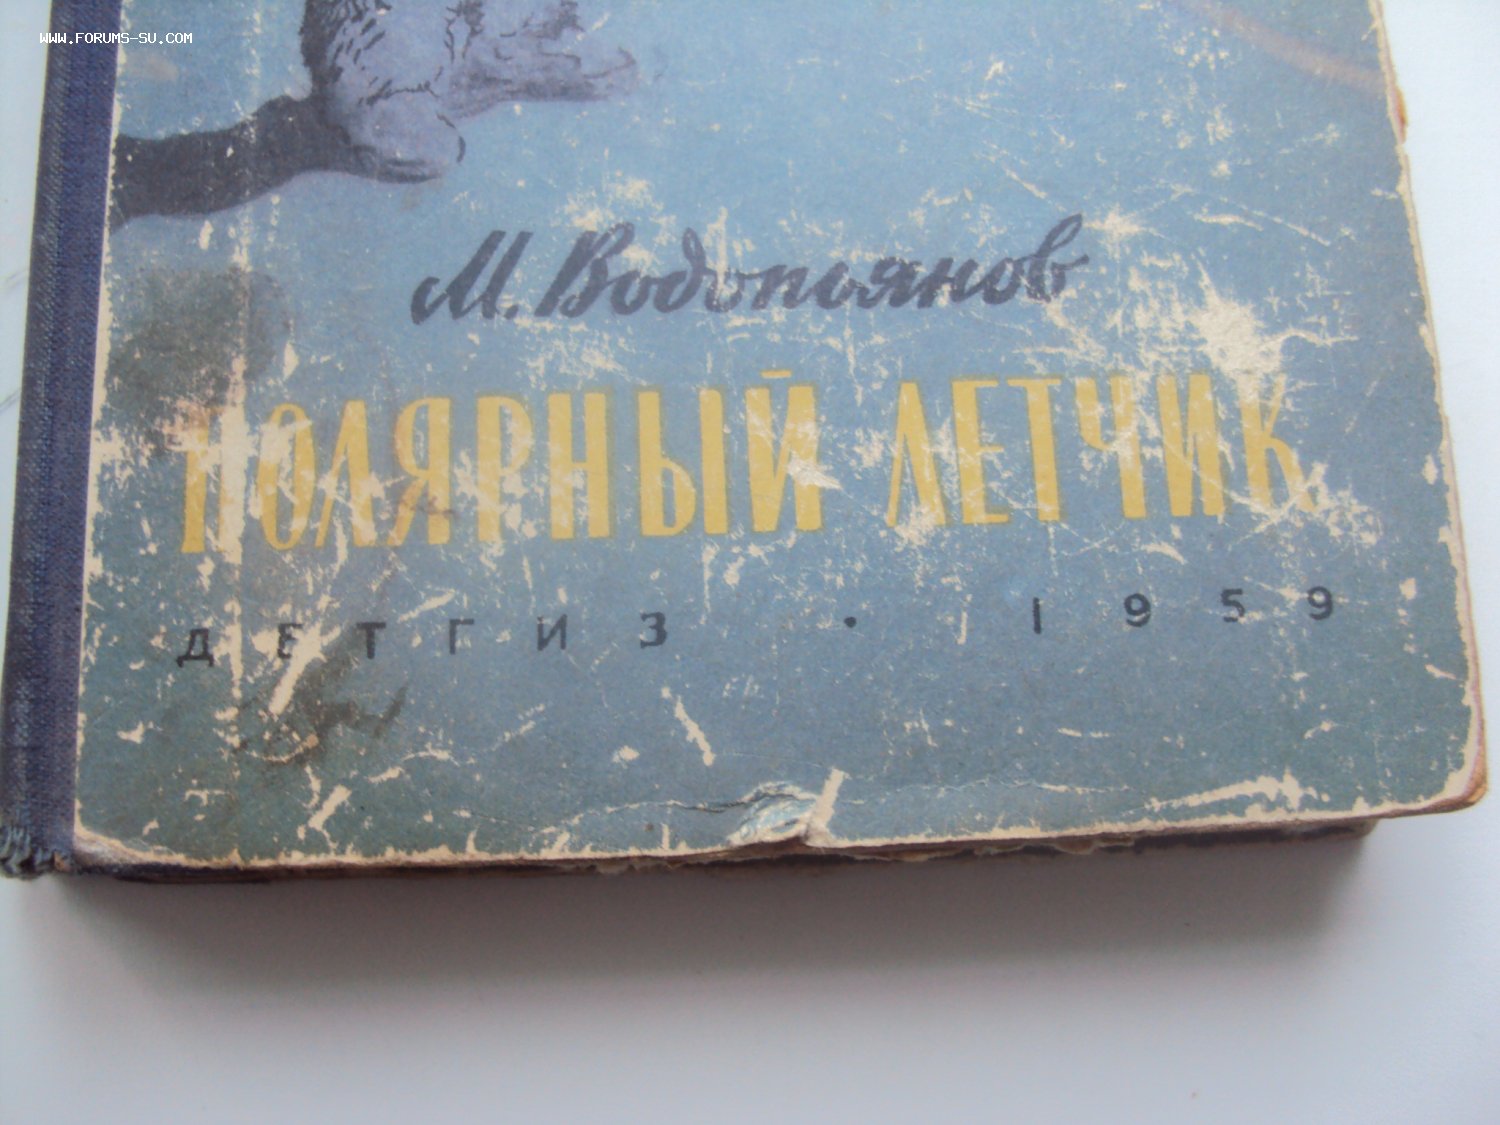 WWW.FORUMS-SU.COM
М. Водопьянов
ПОЛЯРНЫЙ ЛЕТЧИК
ДЕТГИЗ • 1959